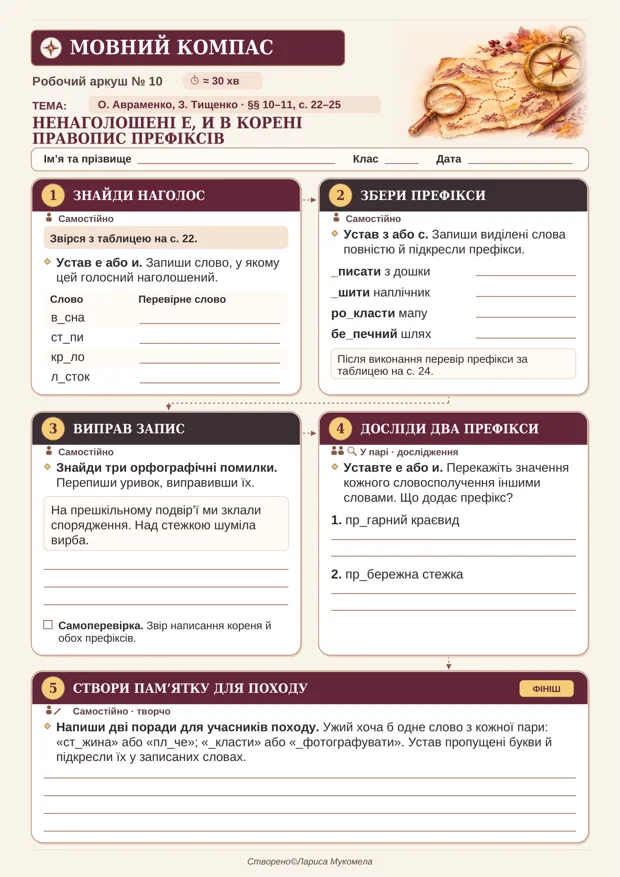 МОВНИЙ КОМПАС
Робочий аркуш № 10
≈ 30 хв
ТЕМА:
О. Авраменко, З. Тищенко · §§ 10–11, с. 22–25
НЕНАГОЛОШЕНІ Е, И В КОРЕНІ
ПРАВОПИС ПРЕФІКСІВ
Ім’я та прізвище ____ Клас ____ Дата ____
1 ЗНАЙДИ НАГОЛОС
Самостійно
Звірся з таблицею на с. 22.
Устав е або и. Запиши слово, у якому
цей голосний наголошений.
Слово Перевірне слово
в_сна
ст_пи
кр_ло
л_сток
2 ЗБЕРИ ПРЕФІКСИ
Самостійно
Устав з або с. Запиши виділені слова
повністю й підкресли префікси.
_писати з дошки
_шити наплічник
ро_класти мапу
бе_печний шлях
Після виконання перевір префікси за
таблицею на с. 24.
3 ВИПРАВ ЗАПИС
Самостійно
Знайди три орфографічні помилки.
Перепиши уривок, виправивши їх.
На прешкільному подвір’ї ми зклали
спорядження. Над стежкою шуміла
вирба.
Самоперевірка. Звір написання кореня й
обох префіксів.
4 ДОСЛІДИ ДВА ПРЕФІКСИ
У парі · дослідження
Уставте е або и. Перекажіть значення
кожного словосполучення іншими
словами. Що додає префікс?
1. пр_гарний краєвид
2. пр_бережна стежка
5 СТВОРИ ПАМ’ЯТКУ ДЛЯ ПОХОДУ
ФІНІШ
Самостійно · творчо
Напиши дві поради для учасників походу. Ужий хоча б одне слово з кожної пари:
«ст_жина» або «пл_че»; «_класти» або «_фотографувати». Устав пропущені букви й
підкресли їх у записаних словах.
Створено©Лариса Мукомела